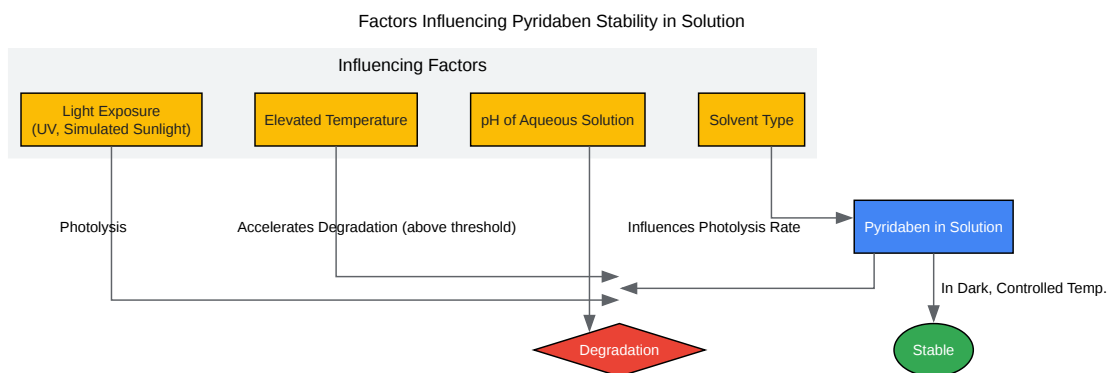 Factors Influencing Pyridaben Stability in Solution
Influencing Factors
Light Exposure
(UV, Simulated Sunlight)
Elevated Temperature
pH of Aqueous Solution
Solvent Type
Photolysis
Accelerates Degradation (above threshold)
Influences Photolysis Rate
Pyridaben in Solution
In Dark, Controlled Temp.
Degradation
Stable